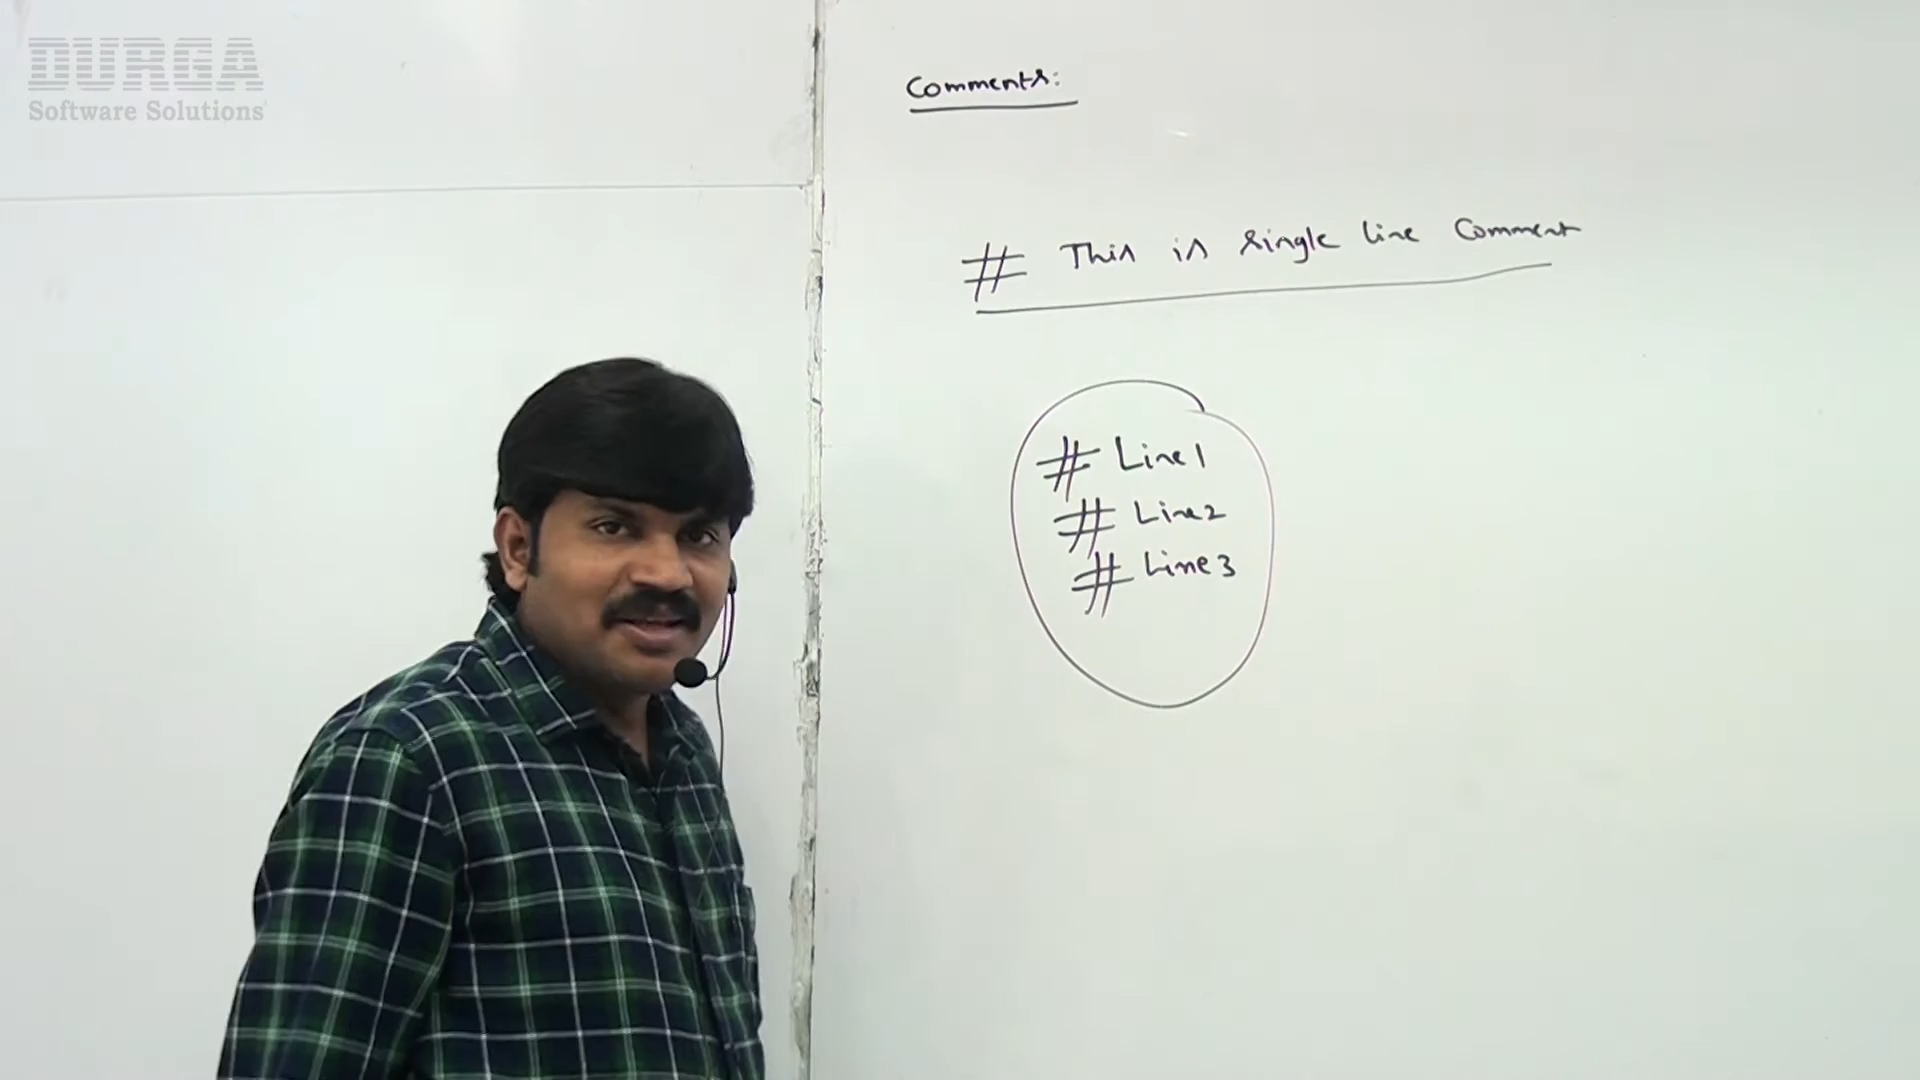 DURGA
Software Solutions
Comments:
# This is single line Comment
# Line1
# Line2
# Line3